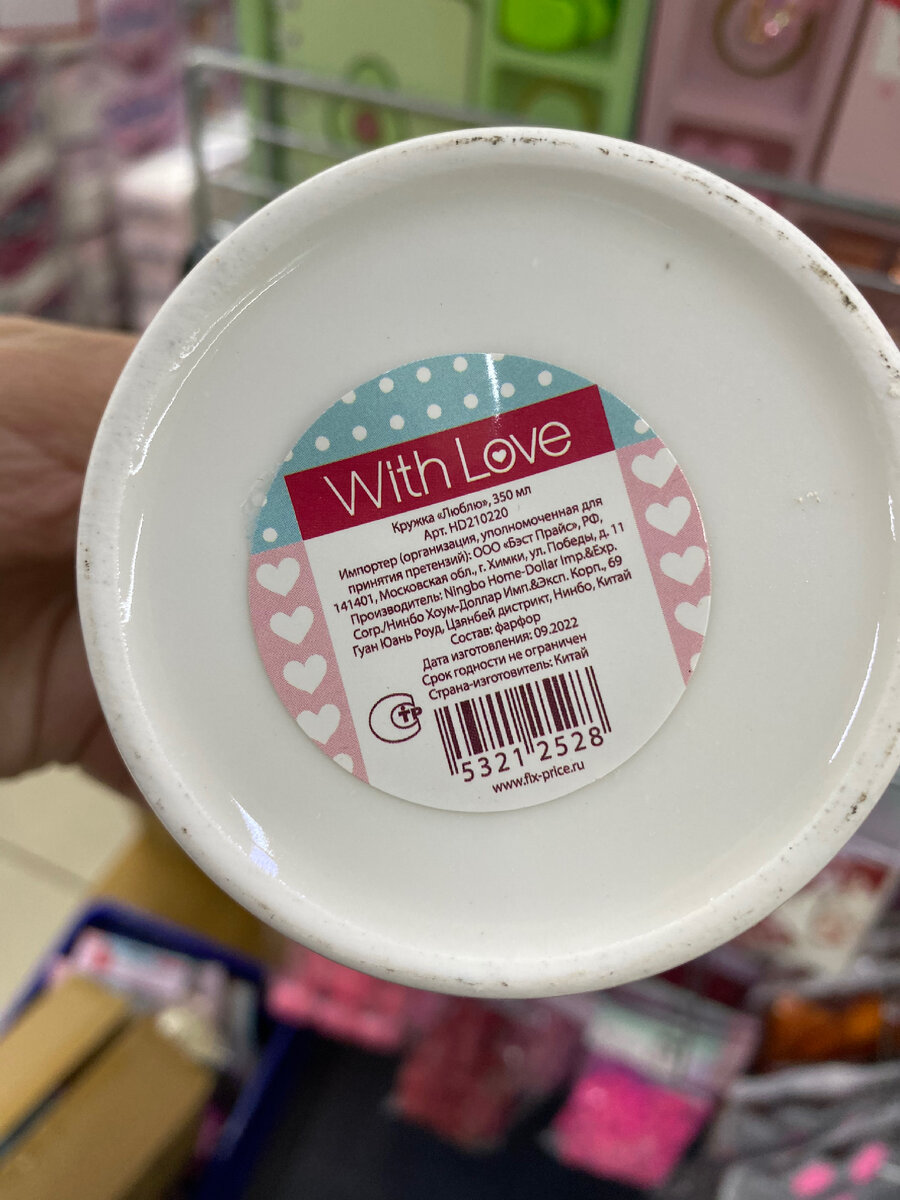 With Love
Кружка «Люблю», 350 мл
Арт. HD210220
Импортер (организация, уполномоченная для
принятия претензий): ООО «Бэст Прайс», РФ,
141401, Московская обл., г. Химки, ул. Победы, д. 11
Производитель: Ningbo Home-Dollar Imp.&Exp.
Corp./Нинбо Хоум-Доллар Имп.&Эксп. Корп., 69
Гуан Юань Роуд, Цзянбей дистрикт, Нинбо, Китай
Состав: фарфор
Дата изготовления: 09.2022
Срок годности не ограничен
Страна-изготовитель: Китай
СТР
5321 2528
www.fix-price.ru